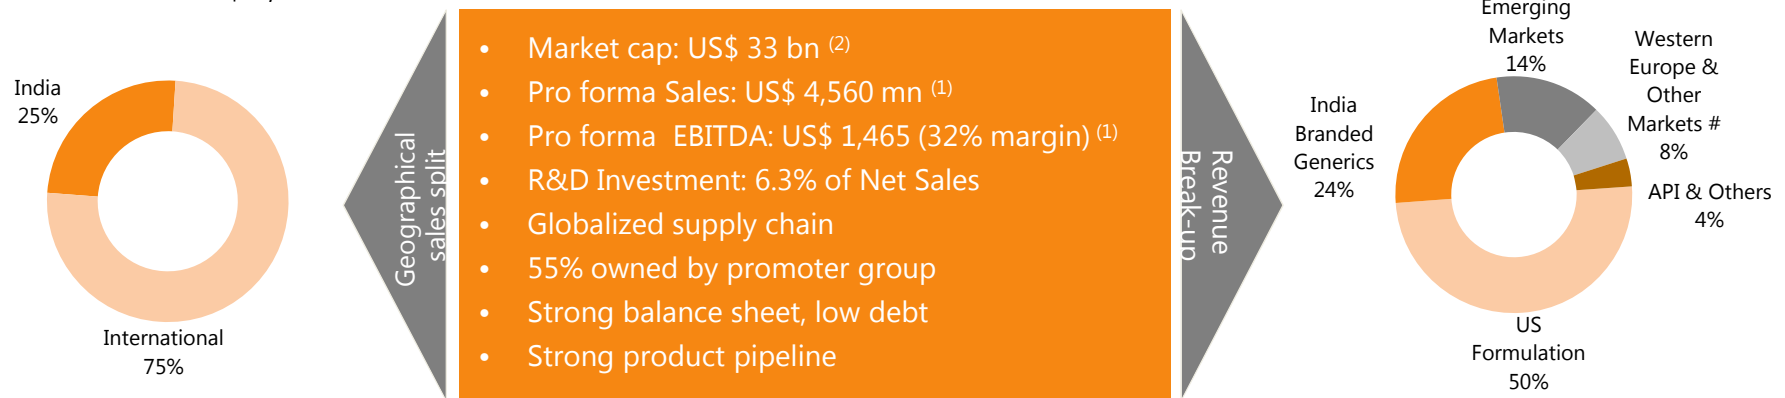 India
25%
International
75%
Geographical
sales split
• Market cap: US$ 33 bn (2)
• Pro forma Sales: US$ 4,560 mn (1)
• Pro forma  EBITDA: US$ 1,465 (32% margin) (1)
• R&D Investment: 6.3% of Net Sales
• Globalized supply chain
• 55% owned by promoter group
• Strong balance sheet, low debt
• Strong product pipeline
Revenue
Break-up
Emerging
Markets
14%
Western
Europe &
Other
Markets #
8%
India
Branded
Generics
24%
API & Others
4%
US
Formulation
50%